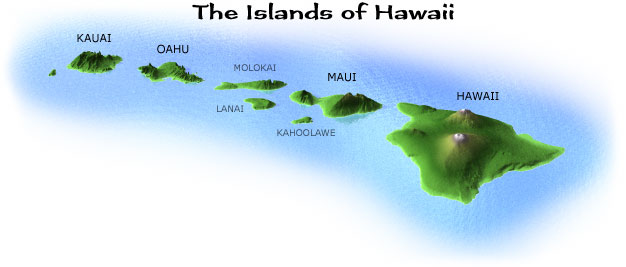 The Islands of Hawaii
KAUAI
OAHU
MOLOKAI
MAUI
LANAI
HAWAII
KAHOOLAWE